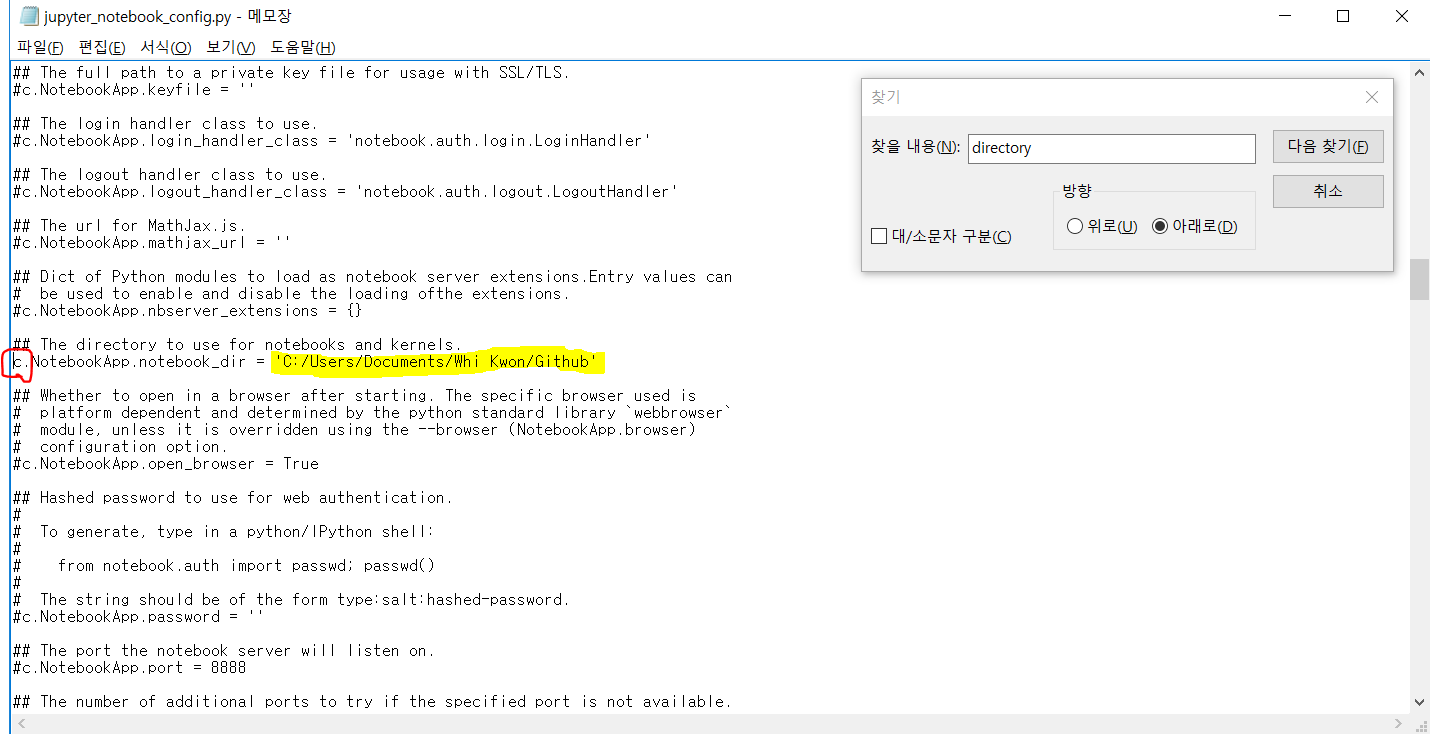 jupyter_notebook_config.py - 메모장
파일(F) 편집(E) 서식(O) 보기(V) 도움말(H)
## The full path to a private key file for usage with SSL/TLS.
#c.NotebookApp.keyfile = ''
## The login handler class to use.
#c.NotebookApp.login_handler_class = 'notebook.auth.login.LoginHandler'
## The logout handler class to use.
#c.NotebookApp.logout_handler_class = 'notebook.auth.logout.LogoutHandler'
## The url for MathJax.js.
#c.NotebookApp.mathjax_url = ''
## Dict of Python modules to load as notebook server extensions.Entry values can
#  be used to enable and disable the loading ofthe extensions.
#c.NotebookApp.nbserver_extensions = {}
## The directory to use for notebooks and kernels.
c.NotebookApp.notebook_dir = 'C:/Users/Documents/Whi Kwon/Github'
## Whether to open in a browser after starting. The specific browser used is
#  platform dependent and determined by the python standard library `webbrowser`
#  module, unless it is overridden using the --browser (NotebookApp.browser)
#  configuration option.
#c.NotebookApp.open_browser = True
## Hashed password to use for web authentication.
#
#  To generate, type in a python/IPython shell:
#
#    from notebook.auth import passwd; passwd()
#
#  The string should be of the form type:salt:hashed-password.
#c.NotebookApp.password = ''
## The port the notebook server will listen on.
#c.NotebookApp.port = 8888
## The number of additional ports to try if the specified port is not available.
찾기
찾을 내용(N): directory
다음 찾기(F)
취소
방향
위로(U) 아래로(D)
대/소문자 구분(C)